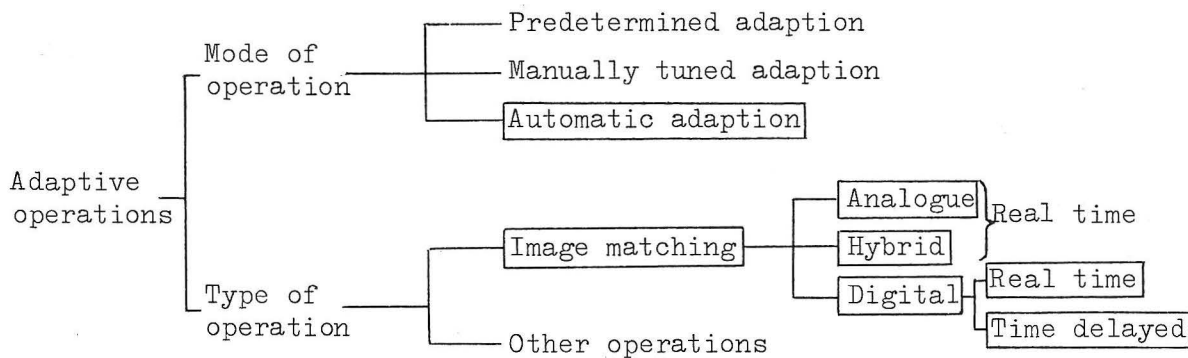 Predetermined adaption
Mode of
operation
Manually tuned adaption
Automatic adaption
Adaptive
operations
Analogue
Real time
Image matching
Hybrid
Digital
Real time
Type of
operation
Time delayed
Other operations